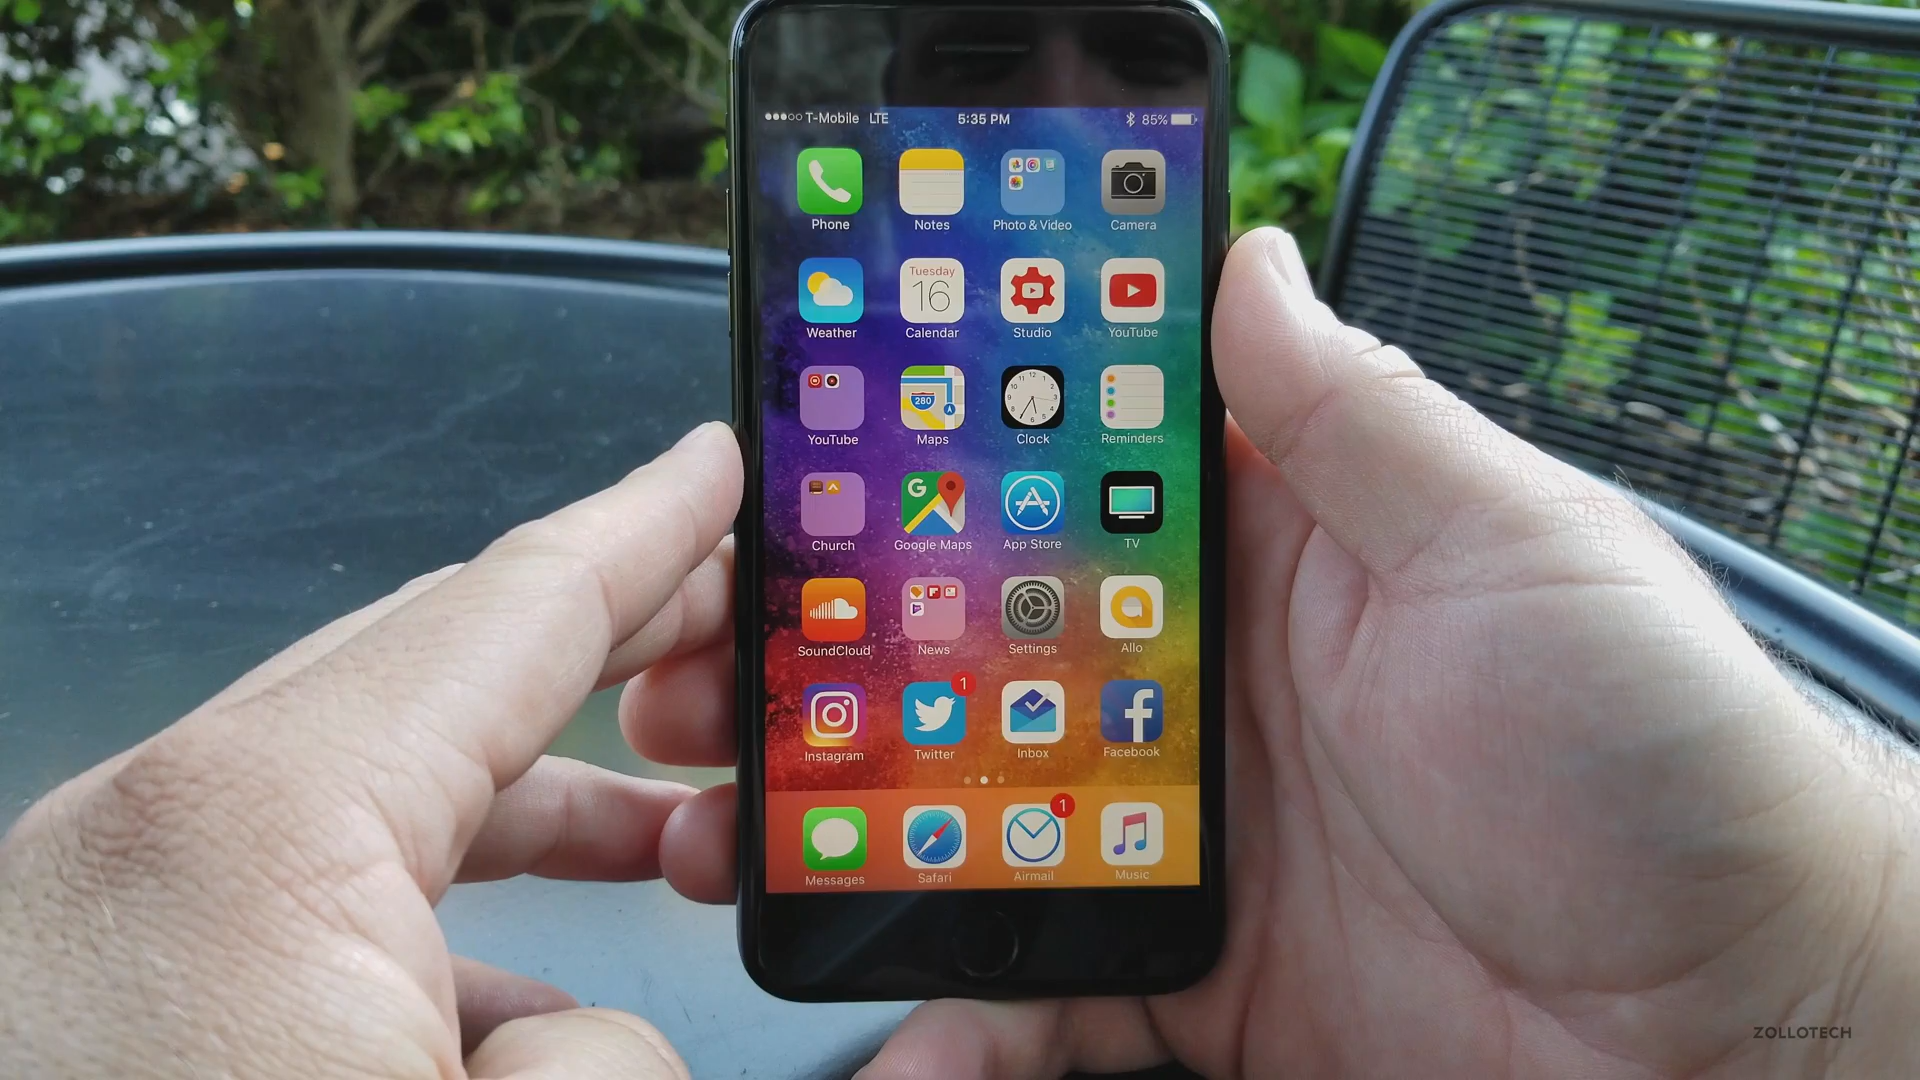 T-Mobile LTE 5:35 PM 85%
Phone Notes Photo & Video Camera
Tuesday
16
Weather Calendar Studio YouTube
280
YouTube Maps Clock Reminders
G
Church Google Maps App Store TV
SoundCloud News Settings Allo
1
Instagram Twitter Inbox Facebook
1
Messages Safari Airmail Music
ZOLLOTECH